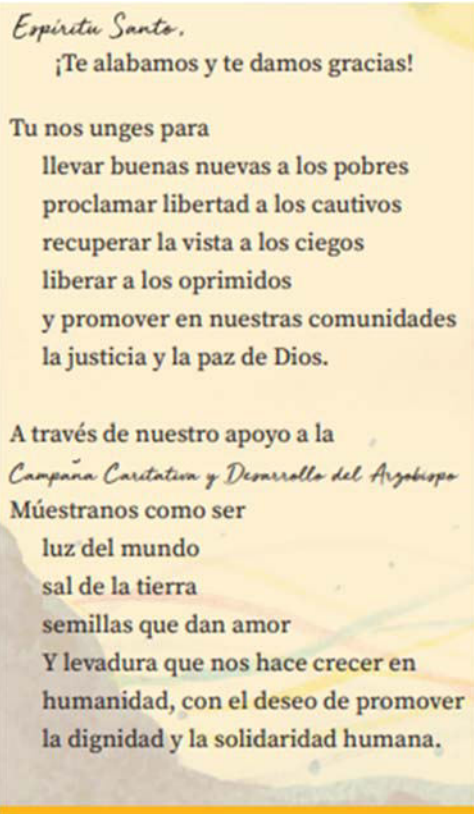 Espíritu Santo,
¡Te alabamos y te damos gracias!
Tu nos unges para
llevar buenas nuevas a los pobres
proclamar libertad a los cautivos
recuperar la vista a los ciegos
liberar a los oprimidos
y promover en nuestras comunidades
la justicia y la paz de Dios.
A través de nuestro apoyo a la
Campaña Caritativa y Desarrollo del Arzobispo
Múestranos como ser
luz del mundo
sal de la tierra
semillas que dan amor
Y levadura que nos hace crecer en
humanidad, con el deseo de promover
la dignidad y la solidaridad humana.